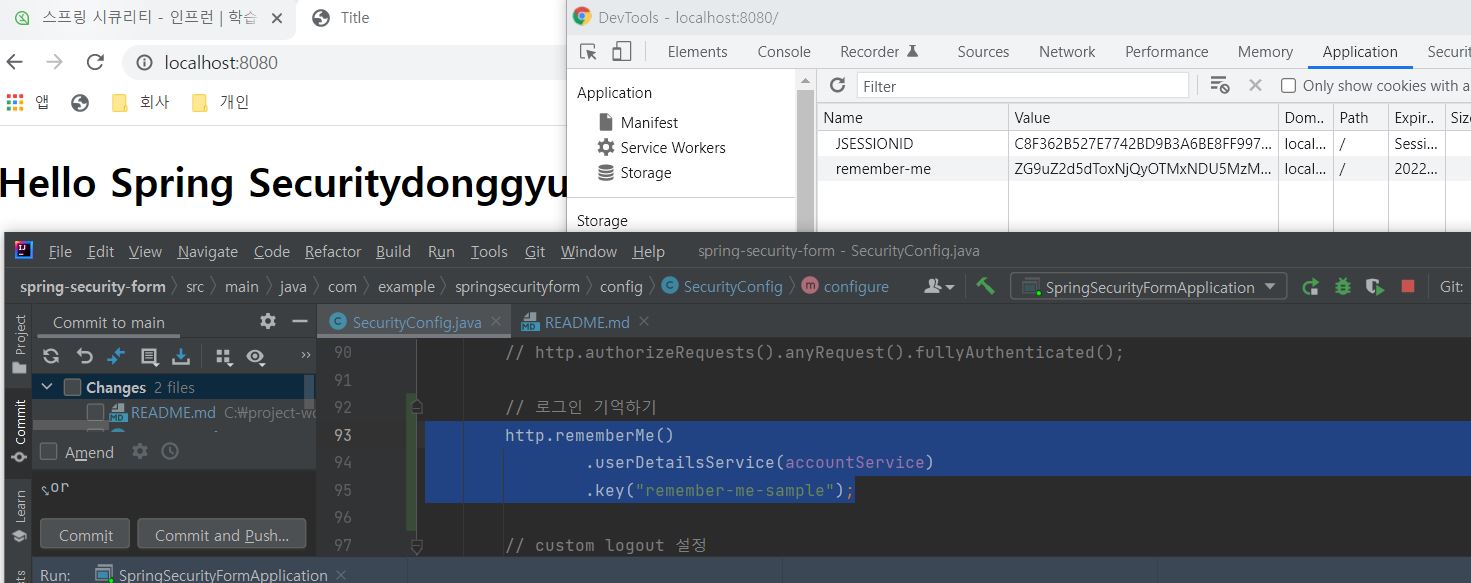 스프링 시큐리티 - 인프런 | 학습
Title
localhost:8080
앱
회사
개인
Hello Spring Securitydonggyu
DevTools - localhost:8080/
Elements Console Recorder Sources Network Performance Memory Application Securit
Filter
Only show cookies with a
Application
Manifest
Service Workers
Storage
Storage
Name Value Dom.. Path Expir.. Size
JSESSIONID C8F362B527E7742BD9B3A6BE8FF997... local... / Sessi...
remember-me ZG9uZ2d5dToxNjQyOTMxNDU5MzM... local... / 2022...
File Edit View Navigate Code Refactor Build Run Tools Git Window Help spring-security-form - SecurityConfig.java
spring-security-form src main java com example springsecurityform config SecurityConfig configure SpringSecurityFormApplication Git:
Project
Commit
Learn
Commit to main
Changes 2 files
README.md C:₩project-wo
Amend
or
Commit
Commit and Push...
SecurityConfig.java
README.md
90 // http.authorizeRequests().anyRequest().fullyAuthenticated();
91
92 // 로그인 기억하기
93 http.rememberMe()
94 .userDetailsService(accountService)
95 .key("remember-me-sample");
96
97 // custom logout 설정
Run: SpringSecurityFormApplication